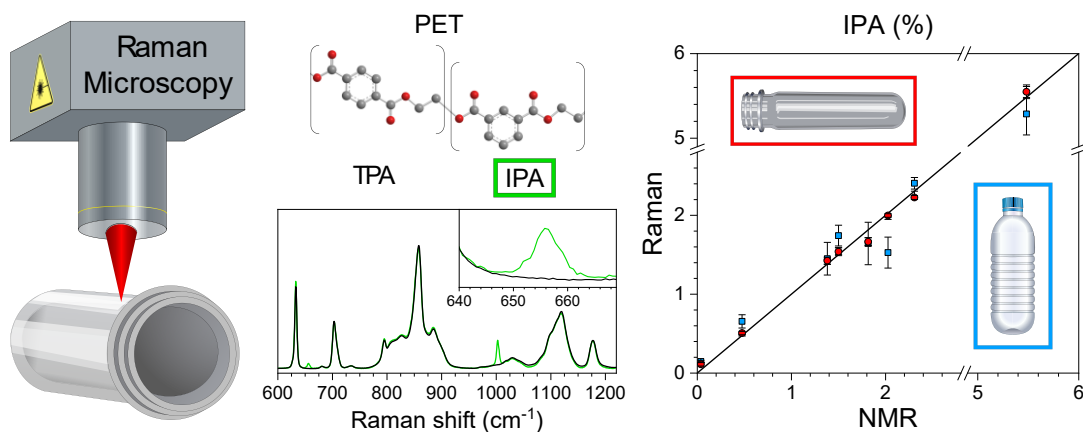 Raman
Microscopy
PET
TPA
IPA
640
650
660
600
700
800
900
1000
1100
1200
Raman shift (cm⁻¹)
IPA (%)
6
5
2
1
0
Raman
0
1
2
5
6
NMR